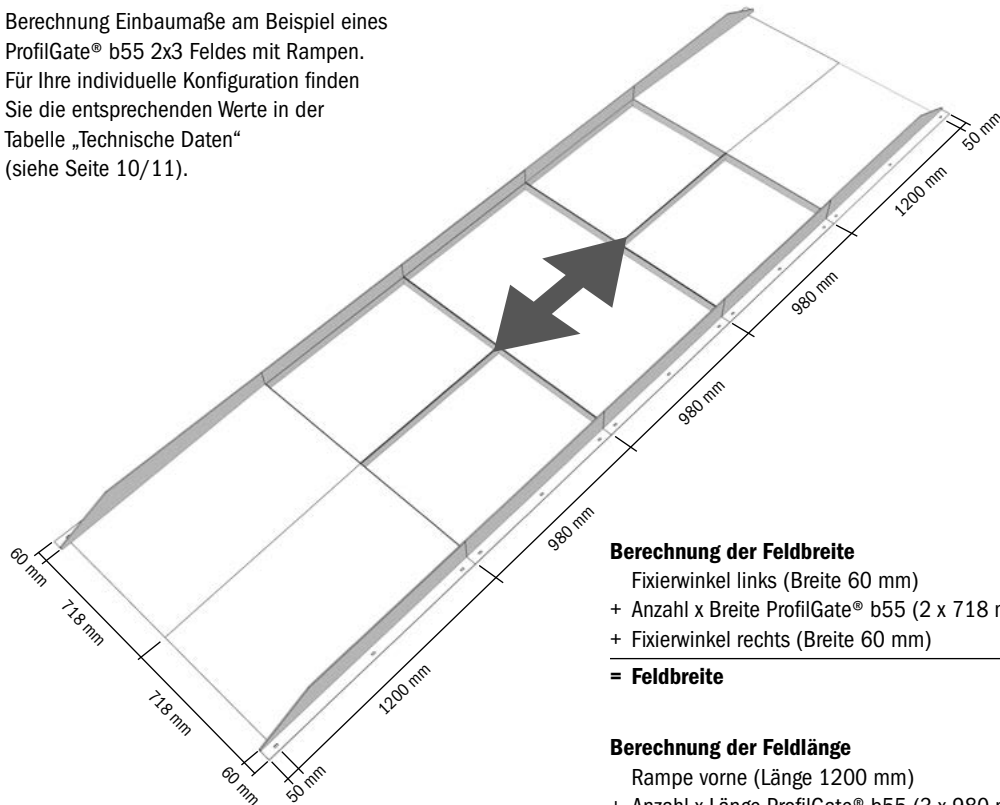 Berechnung Einbaumaße am Beispiel eines
ProfilGate® b55 2x3 Feldes mit Rampen.
Für Ihre individuelle Konfiguration finden
Sie die entsprechenden Werte in der
Tabelle „Technische Daten“
(siehe Seite 10/11).
50 mm
1200 mm
980 mm
980 mm
980 mm
1200 mm
50 mm
60 mm
718 mm
718 mm
60 mm
Berechnung der Feldbreite
Fixierwinkel links (Breite 60 mm)
+ Anzahl x Breite ProfilGate® b55 (2 x 718
+ Fixierwinkel rechts (Breite 60 mm)
= Feldbreite
Berechnung der Feldlänge
Rampe vorne (Länge 1200 mm)
+ Anzahl x Länge ProfilGate® b55 (3 x 980